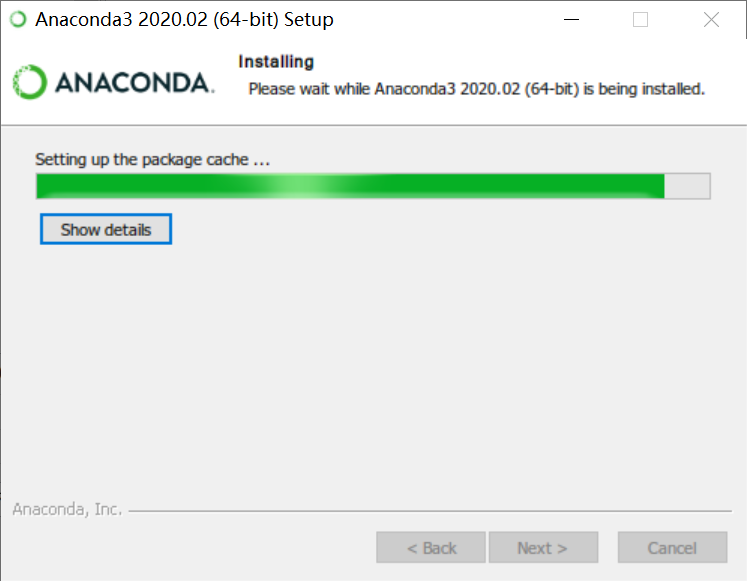 Anaconda3 2020.02 (64-bit) Setup
ANACONDA.
Installing
Please wait while Anaconda3 2020.02 (64-bit) is being installed.
Setting up the package cache ...
Show details
Anaconda, Inc.
< Back
Next >
Cancel